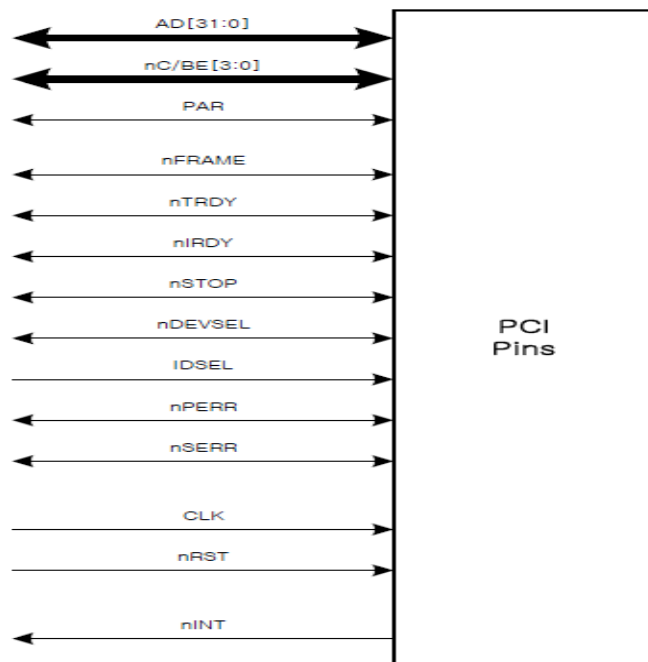 AD[31:0]
nC/BE[3:0]
PAR
nFRAME
nTRDY
nIRDY
nSTOP
nDEVSEL
IDSEL
nPERR
nSERR
CLK
nRST
nINT
PCI
Pins